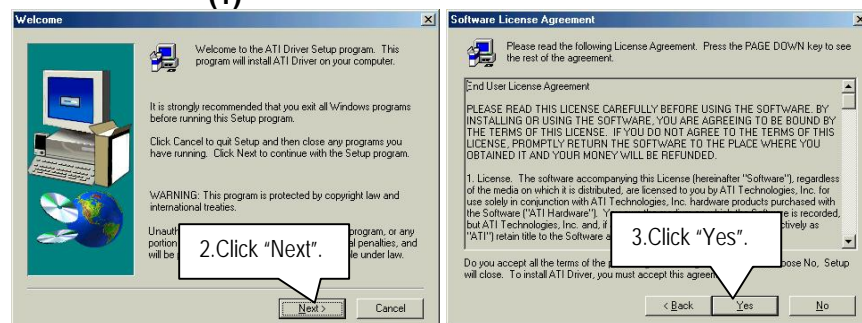 Welcome
Welcome to the ATI Driver Setup program. This
program will install ATI Driver on your computer.
It is strongly recommended that you exit all Windows programs
before running this Setup program.
Click Cancel to quit Setup and then close any programs you
have running. Click Next to continue with the Setup program.
WARNING: This program is protected by copyright law and
international treaties.
program, or any
portion
al penalties, and
will be
under law.
2.Click “Next”.
Next >
Cancel
Software License Agreement
Please read the following License Agreement. Press the PAGE DOWN key to see
the rest of the agreement.
End User License Agreement
PLEASE READ THIS LICENSE CAREFULLY BEFORE USING THE SOFTWARE. BY
INSTALLING OR USING THE SOFTWARE, YOU ARE AGREEING TO BE BOUND BY
THE TERMS OF THIS LICENSE. IF YOU DO NOT AGREE TO THE TERMS OF THIS
LICENSE, PROMPTLY RETURN THE SOFTWARE TO THE PLACE WHERE YOU
OBTAINED IT AND YOUR MONEY WILL BE REFUNDED.
1. License. The software accompanying this License (hereinafter "Software"), regardless
of the media on which it is distributed, are licensed to you by ATI Technologies, Inc. for
use solely in conjunction with ATI Technologies, Inc. hardware products purchased with
the Software ("ATI Hardware"). is recorded,
but ATI Technologies, Inc. and, if ctively as
"ATI") retain title to the Software a
3.Click “Yes”.
Do you accept all the terms of the oose No, Setup
will close. To install ATI Driver, you must accept this agreem
< Back
Yes
No